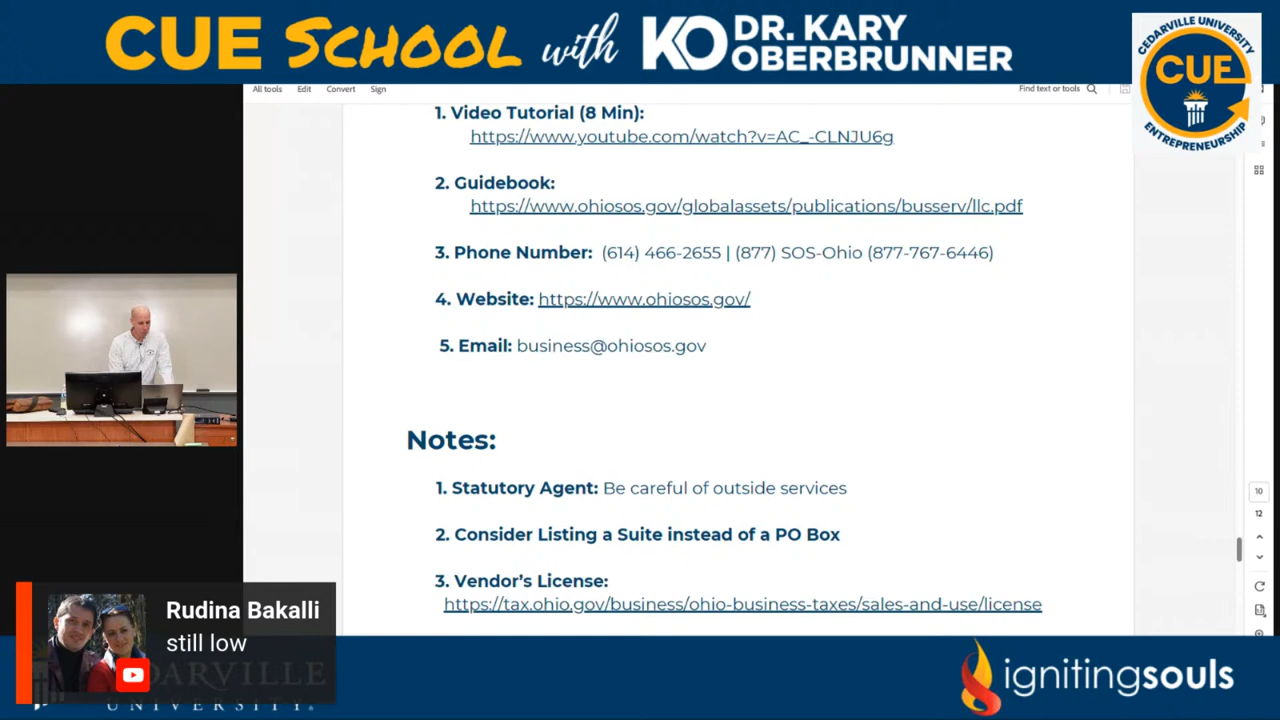 CUE SCHOOL with KO DR. KARY OBERBRUNNER
CEDARVILLE UNIVERSITY
CUE
ENTREPRENEURSHIP
All tools Edit Convert Sign Find text or tools
1. Video Tutorial (8 Min):
https://www.youtube.com/watch?v=AC_-CLNJU6g
2. Guidebook:
https://www.ohiosos.gov/globalassets/publications/busserv/llc.pdf
3. Phone Number: (614) 466-2655 | (877) SOS-Ohio (877-767-6446)
4. Website: https://www.ohiosos.gov/
5. Email: business@ohiosos.gov
Notes:
1. Statutory Agent: Be careful of outside services
2. Consider Listing a Suite instead of a PO Box
3. Vendor's License:
https://tax.ohio.gov/business/ohio-business-taxes/sales-and-use/license
10
12
Rudina Bakalli
still low
DARVILLE
UNIVERSITY.
ignitingsouls